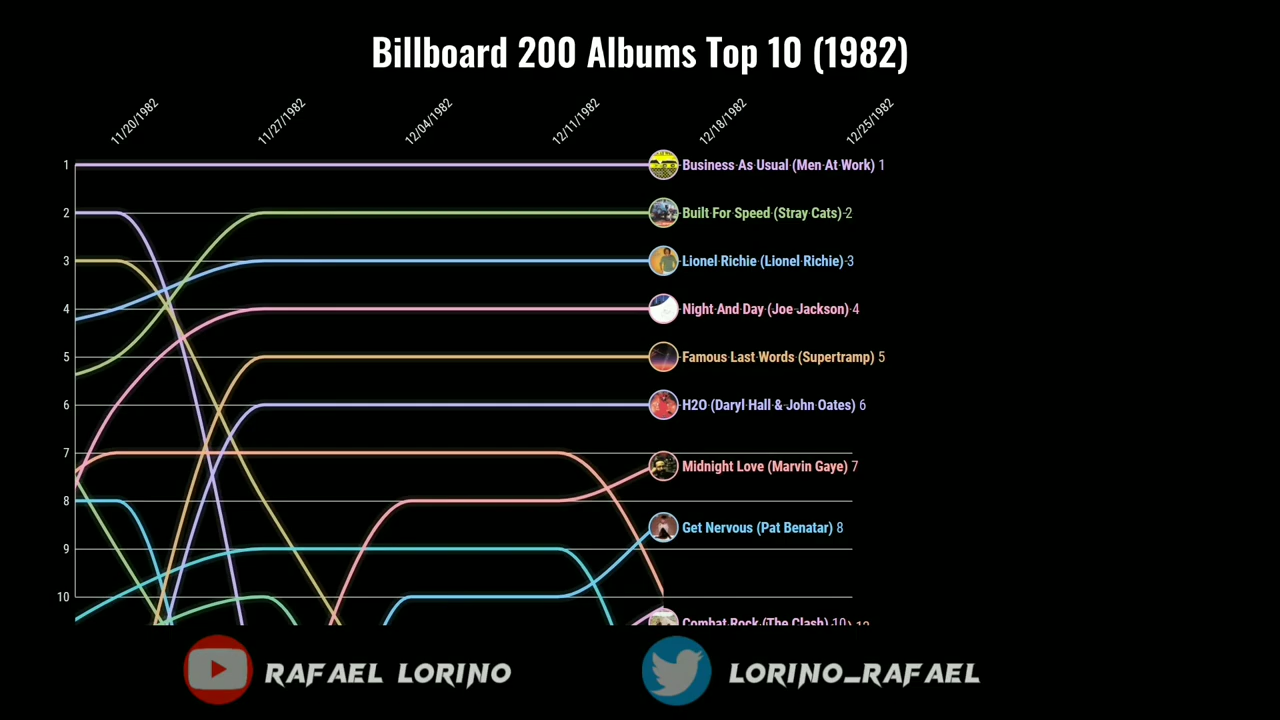 Billboard 200 Albums Top 10 (1982)
11/20/1982 11/27/1982 12/04/1982 12/11/1982 12/18/1982 12/25/1982
1 Business As Usual (Men At Work) 1
2 Built For Speed (Stray Cats) 2
3 Lionel Richie (Lionel Richie) 3
4 Night And Day (Joe Jackson) 4
5 Famous Last Words (Supertramp) 5
6 H2O (Daryl Hall & John Oates) 6
7 Midnight Love (Marvin Gaye) 7
8 Get Nervous (Pat Benatar) 8
9
10
Combat Rock (The Clash) 10
RAFAEL LORINO LORINO_RAFAEL